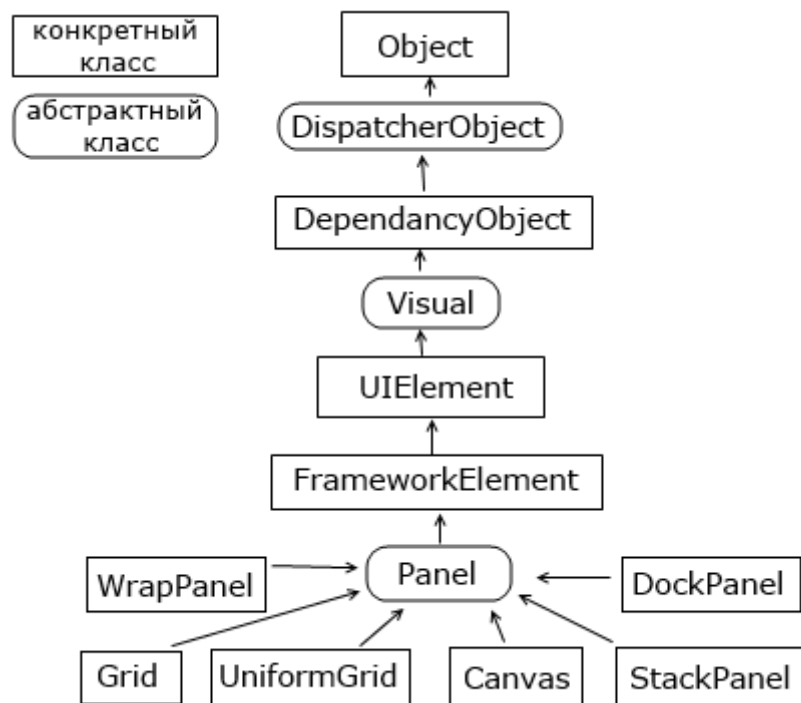 конкретный
класс
абстрактный
класс
Object
DispatcherObject
DependancyObject
Visual
UIElement
FrameworkElement
Panel
WrapPanel
DockPanel
Grid
UniformGrid
Canvas
StackPanel